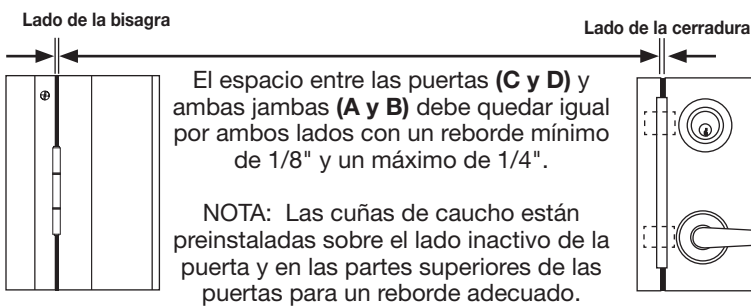 Lado de la bisagra
Lado de la cerradura
El espacio entre las puertas (C y D) y
ambas jambas (A y B) debe quedar igual
por ambos lados con un reborde mínimo
de 1/8" y un máximo de 1/4".
NOTA: Las cuñas de caucho están
preinstaladas sobre el lado inactivo de la
puerta y en las partes superiores de las
puertas para un reborde adecuado.